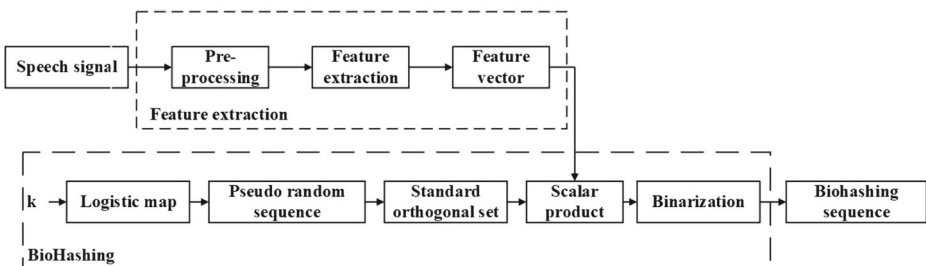 Speech signal
Pre-
processing
Feature
extraction
Feature
vector
Feature extraction
k
Logistic map
Pseudo random
sequence
Standard
orthogonal set
Scalar
product
Binarization
Biohashing
sequence
BioHashing